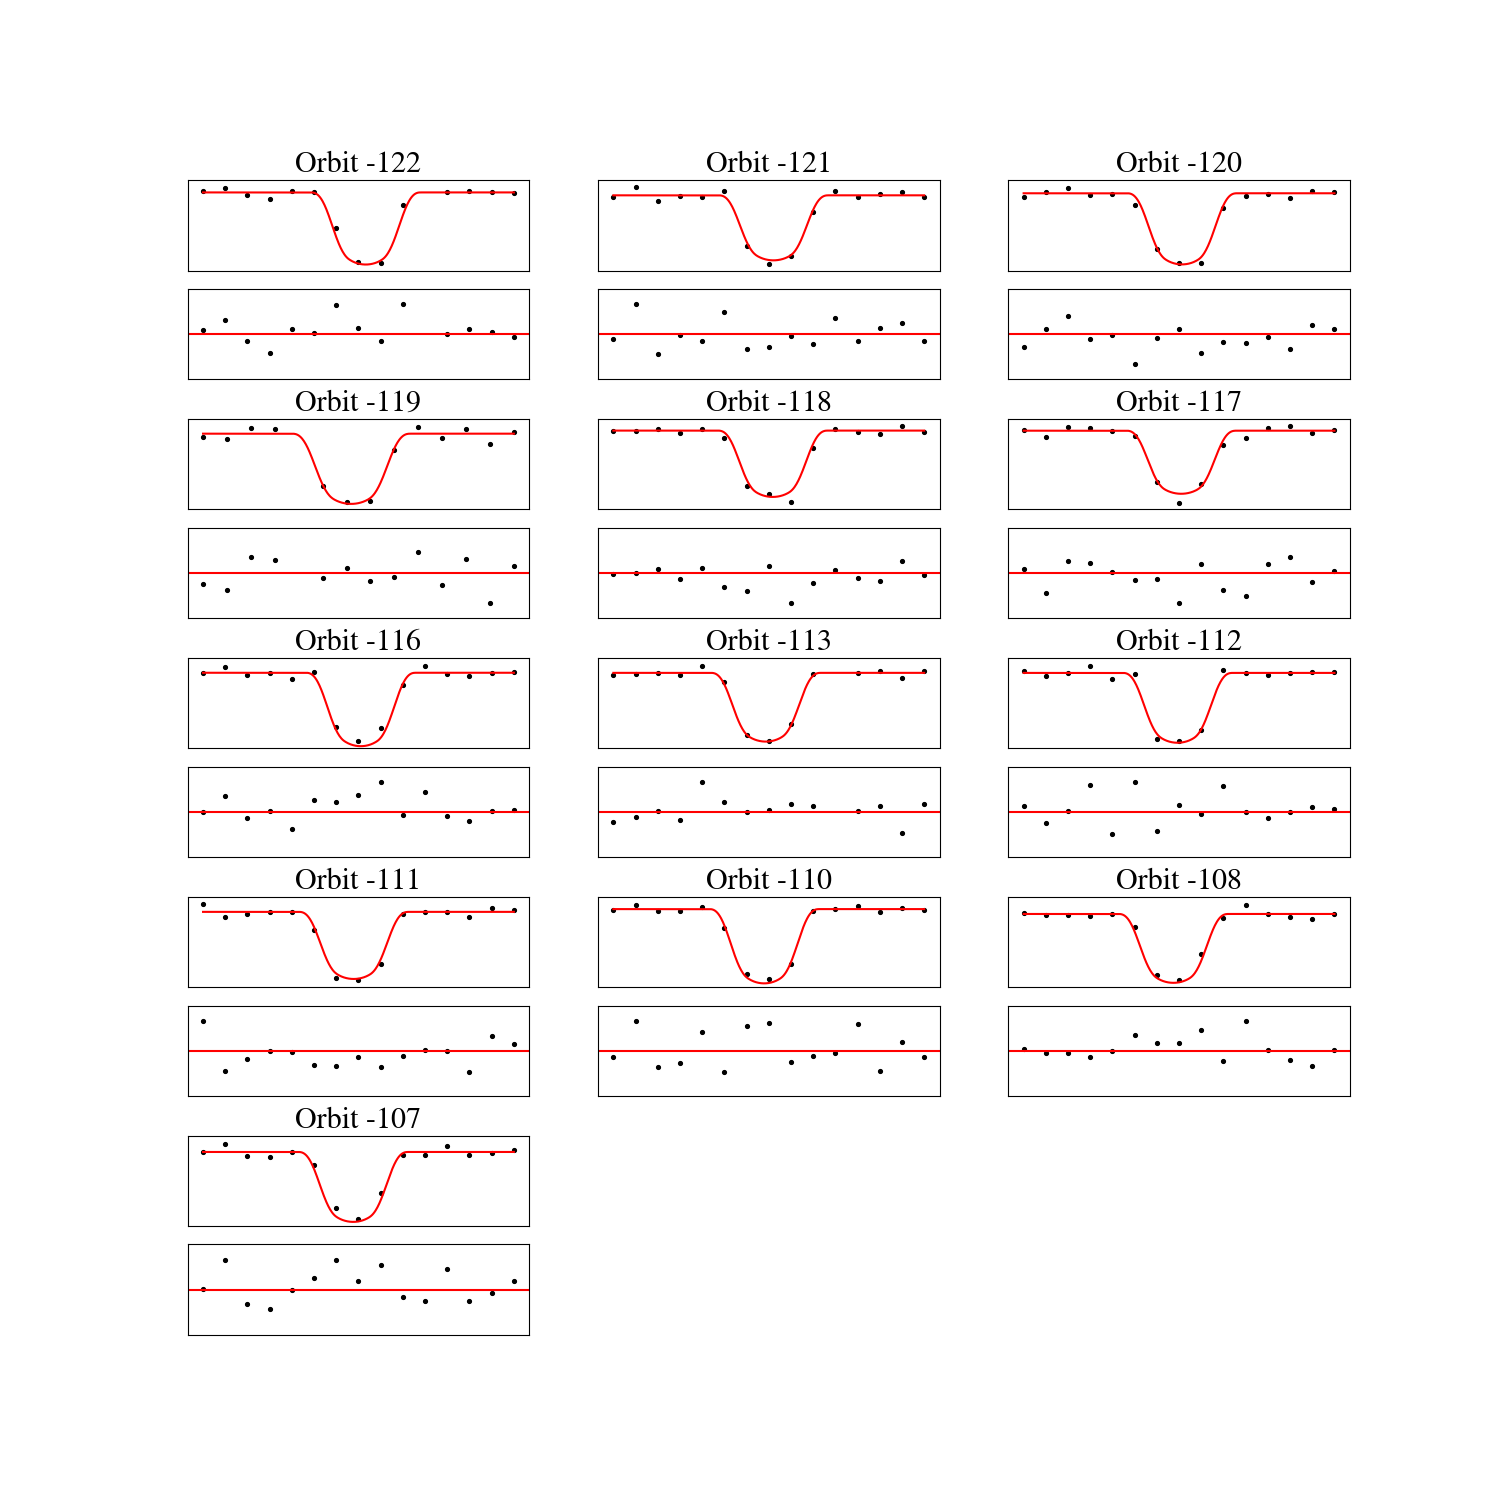 Orbit -122
Orbit -121
Orbit -120
Orbit -119
Orbit -118
Orbit -117
Orbit -116
Orbit -113
Orbit -112
Orbit -111
Orbit -110
Orbit -108
Orbit -107